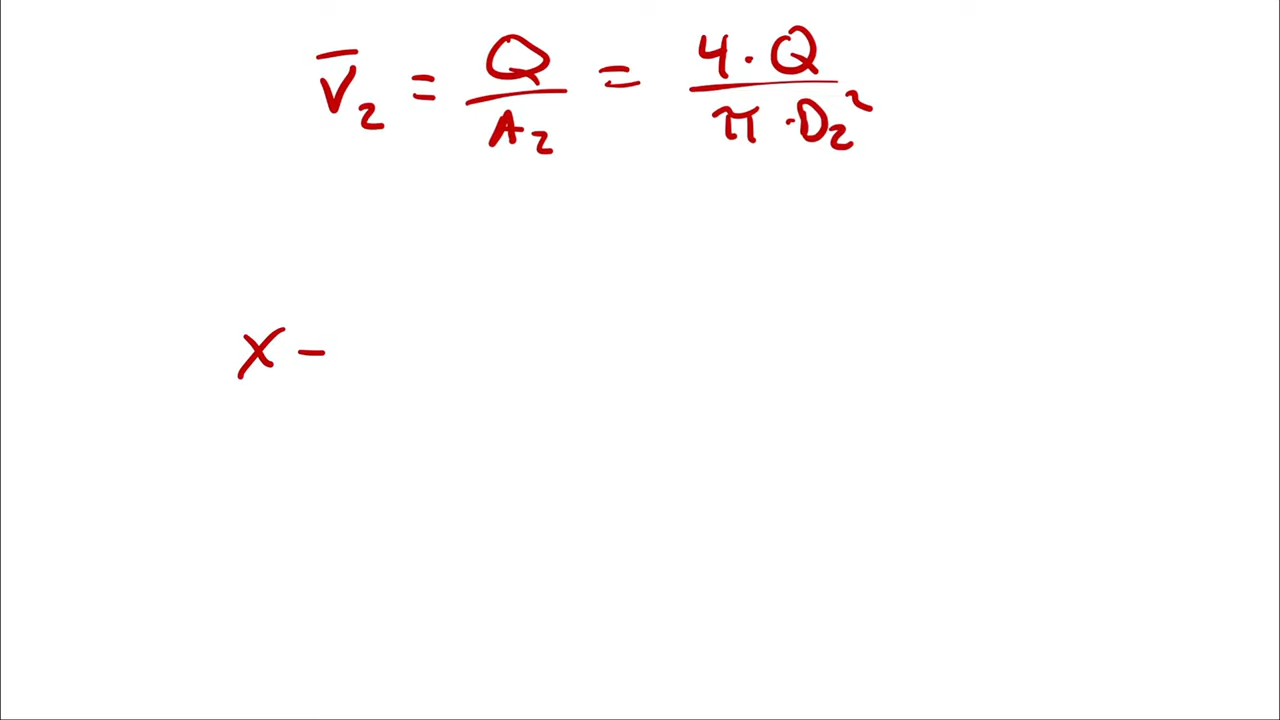 V̅₂ = Q/A₂ = 4·Q/π·D₂²
x –